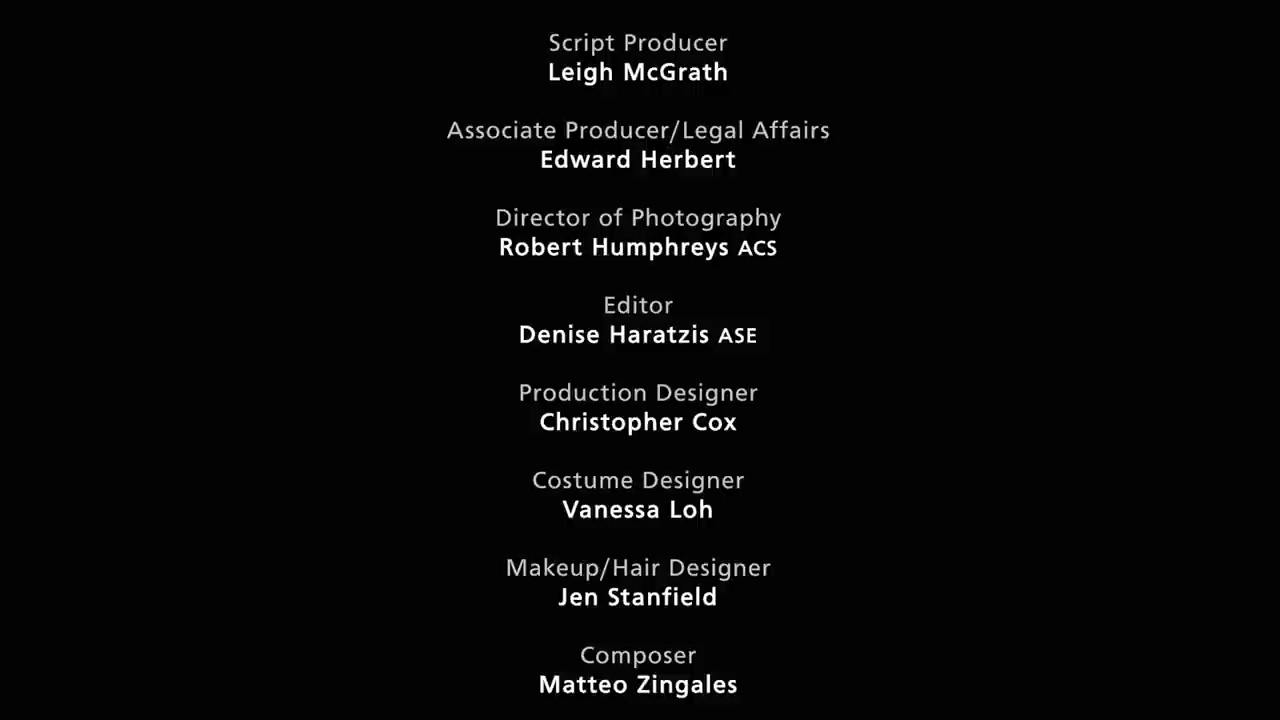 Script Producer
Leigh McGrath
Associate Producer/Legal Affairs
Edward Herbert
Director of Photography
Robert Humphreys ACS
Editor
Denise Haratzis ASE
Production Designer
Christopher Cox
Costume Designer
Vanessa Loh
Makeup/Hair Designer
Jen Stanfield
Composer
Matteo Zingales